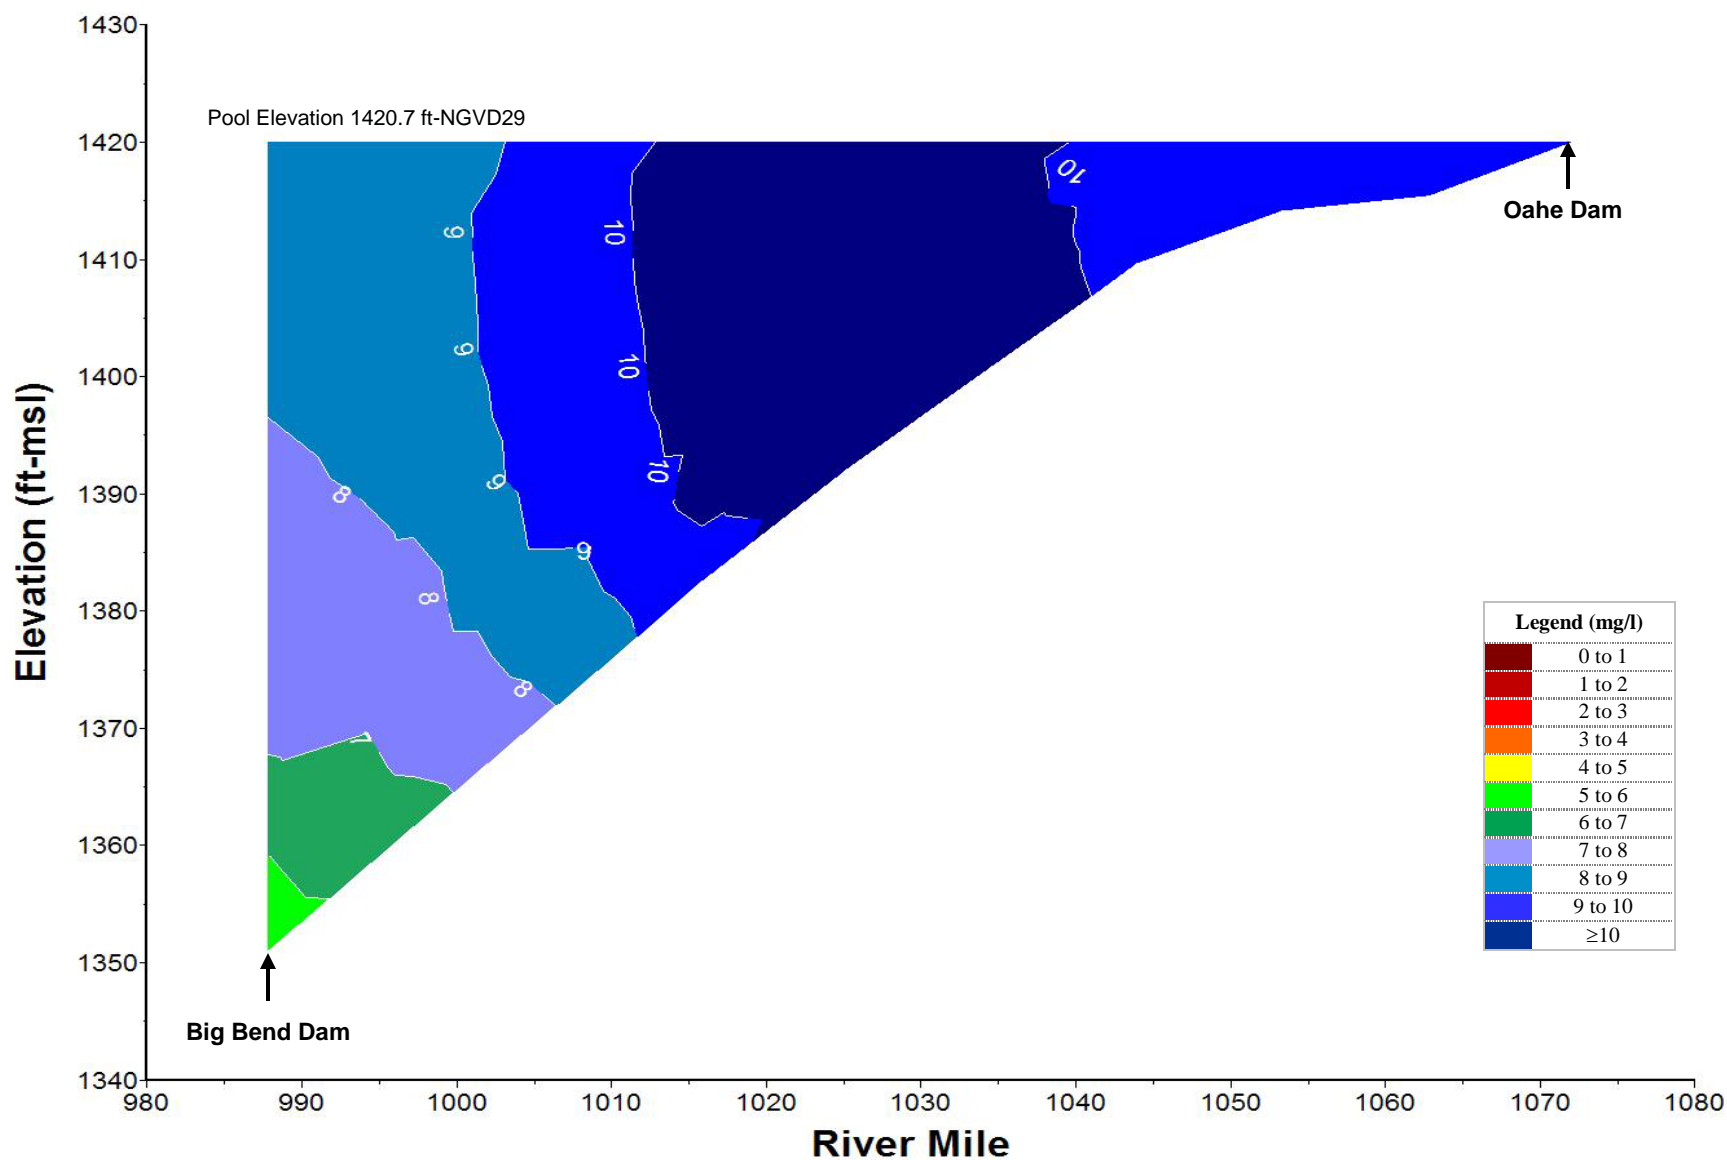 1430
Pool Elevation 1420.7 ft-NGVD29
1420
10
Oahe Dam
9
10
1410
9
10
1400
Elevation (ft-msl)
10
9
8
1390
9
8
1380
8
7
1370
1360
1350
Legend (mg/l)
0 to 1
1 to 2
2 to 3
3 to 4
4 to 5
5 to 6
6 to 7
7 to 8
8 to 9
9 to 10
≥10
Big Bend Dam
1340
980 990 1000 1010 1020 1030 1040 1050 1060 1070 1080
River Mile